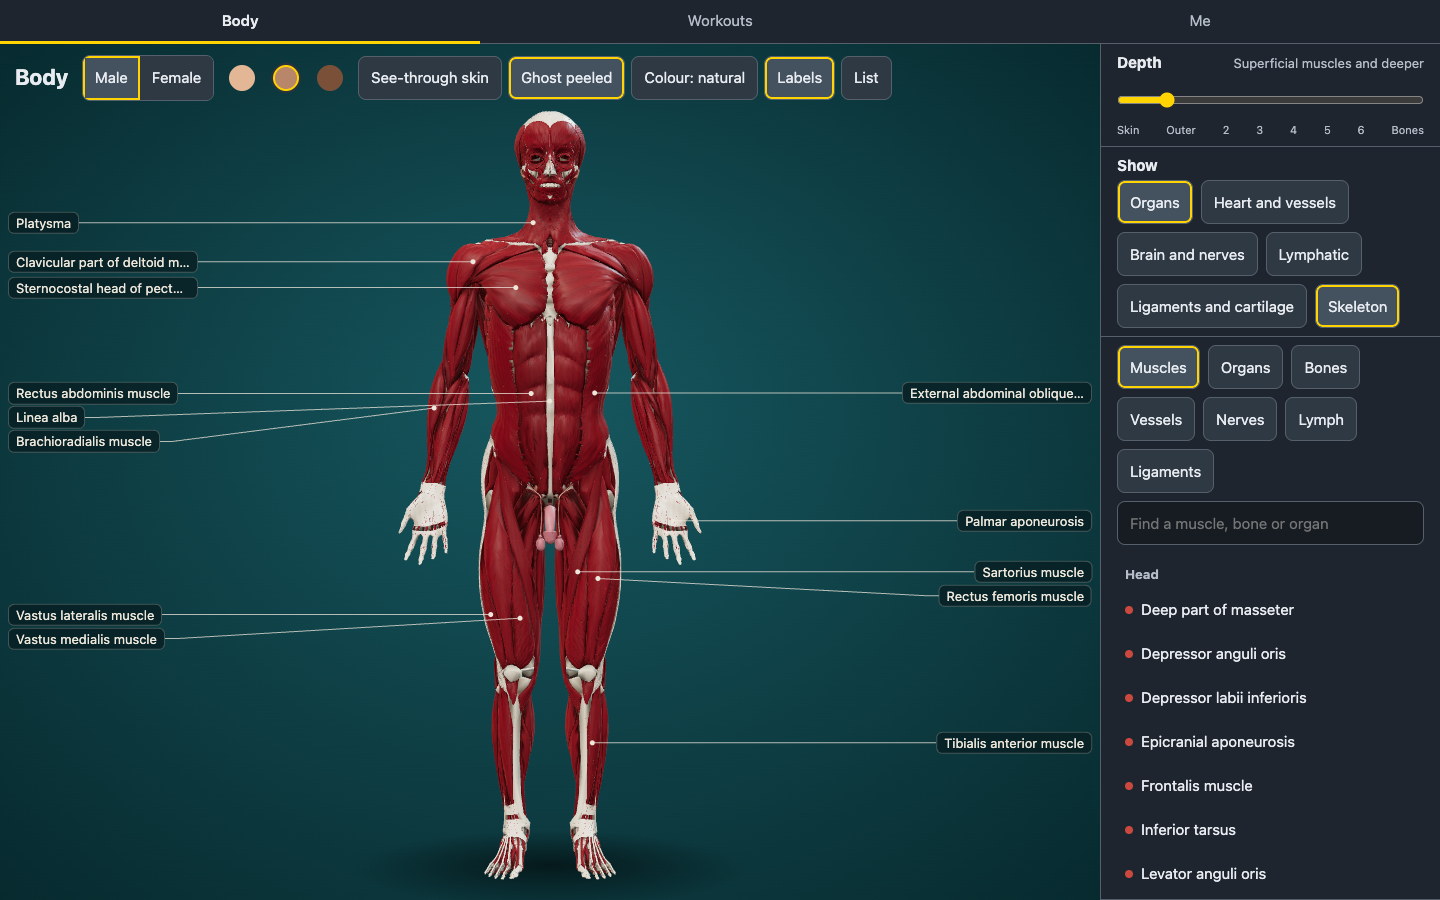 Body
Workouts
Me
Body
Male
Female
See-through skin
Ghost peeled
Colour: natural
Labels
List
Platysma
Clavicular part of deltoid m...
Sternocostal head of pect...
Rectus abdominis muscle
Linea alba
Brachioradialis muscle
Vastus lateralis muscle
Vastus medialis muscle
External abdominal oblique...
Palmar aponeurosis
Sartorius muscle
Rectus femoris muscle
Tibialis anterior muscle
Depth
Superficial muscles and deeper
Skin Outer 2 3 4 5 6 Bones
Show
Organs
Heart and vessels
Brain and nerves
Lymphatic
Ligaments and cartilage
Skeleton
Muscles
Organs
Bones
Vessels
Nerves
Lymph
Ligaments
Find a muscle, bone or organ
Head
Deep part of masseter
Depressor anguli oris
Depressor labii inferioris
Epicranial aponeurosis
Frontalis muscle
Inferior tarsus
Levator anguli oris